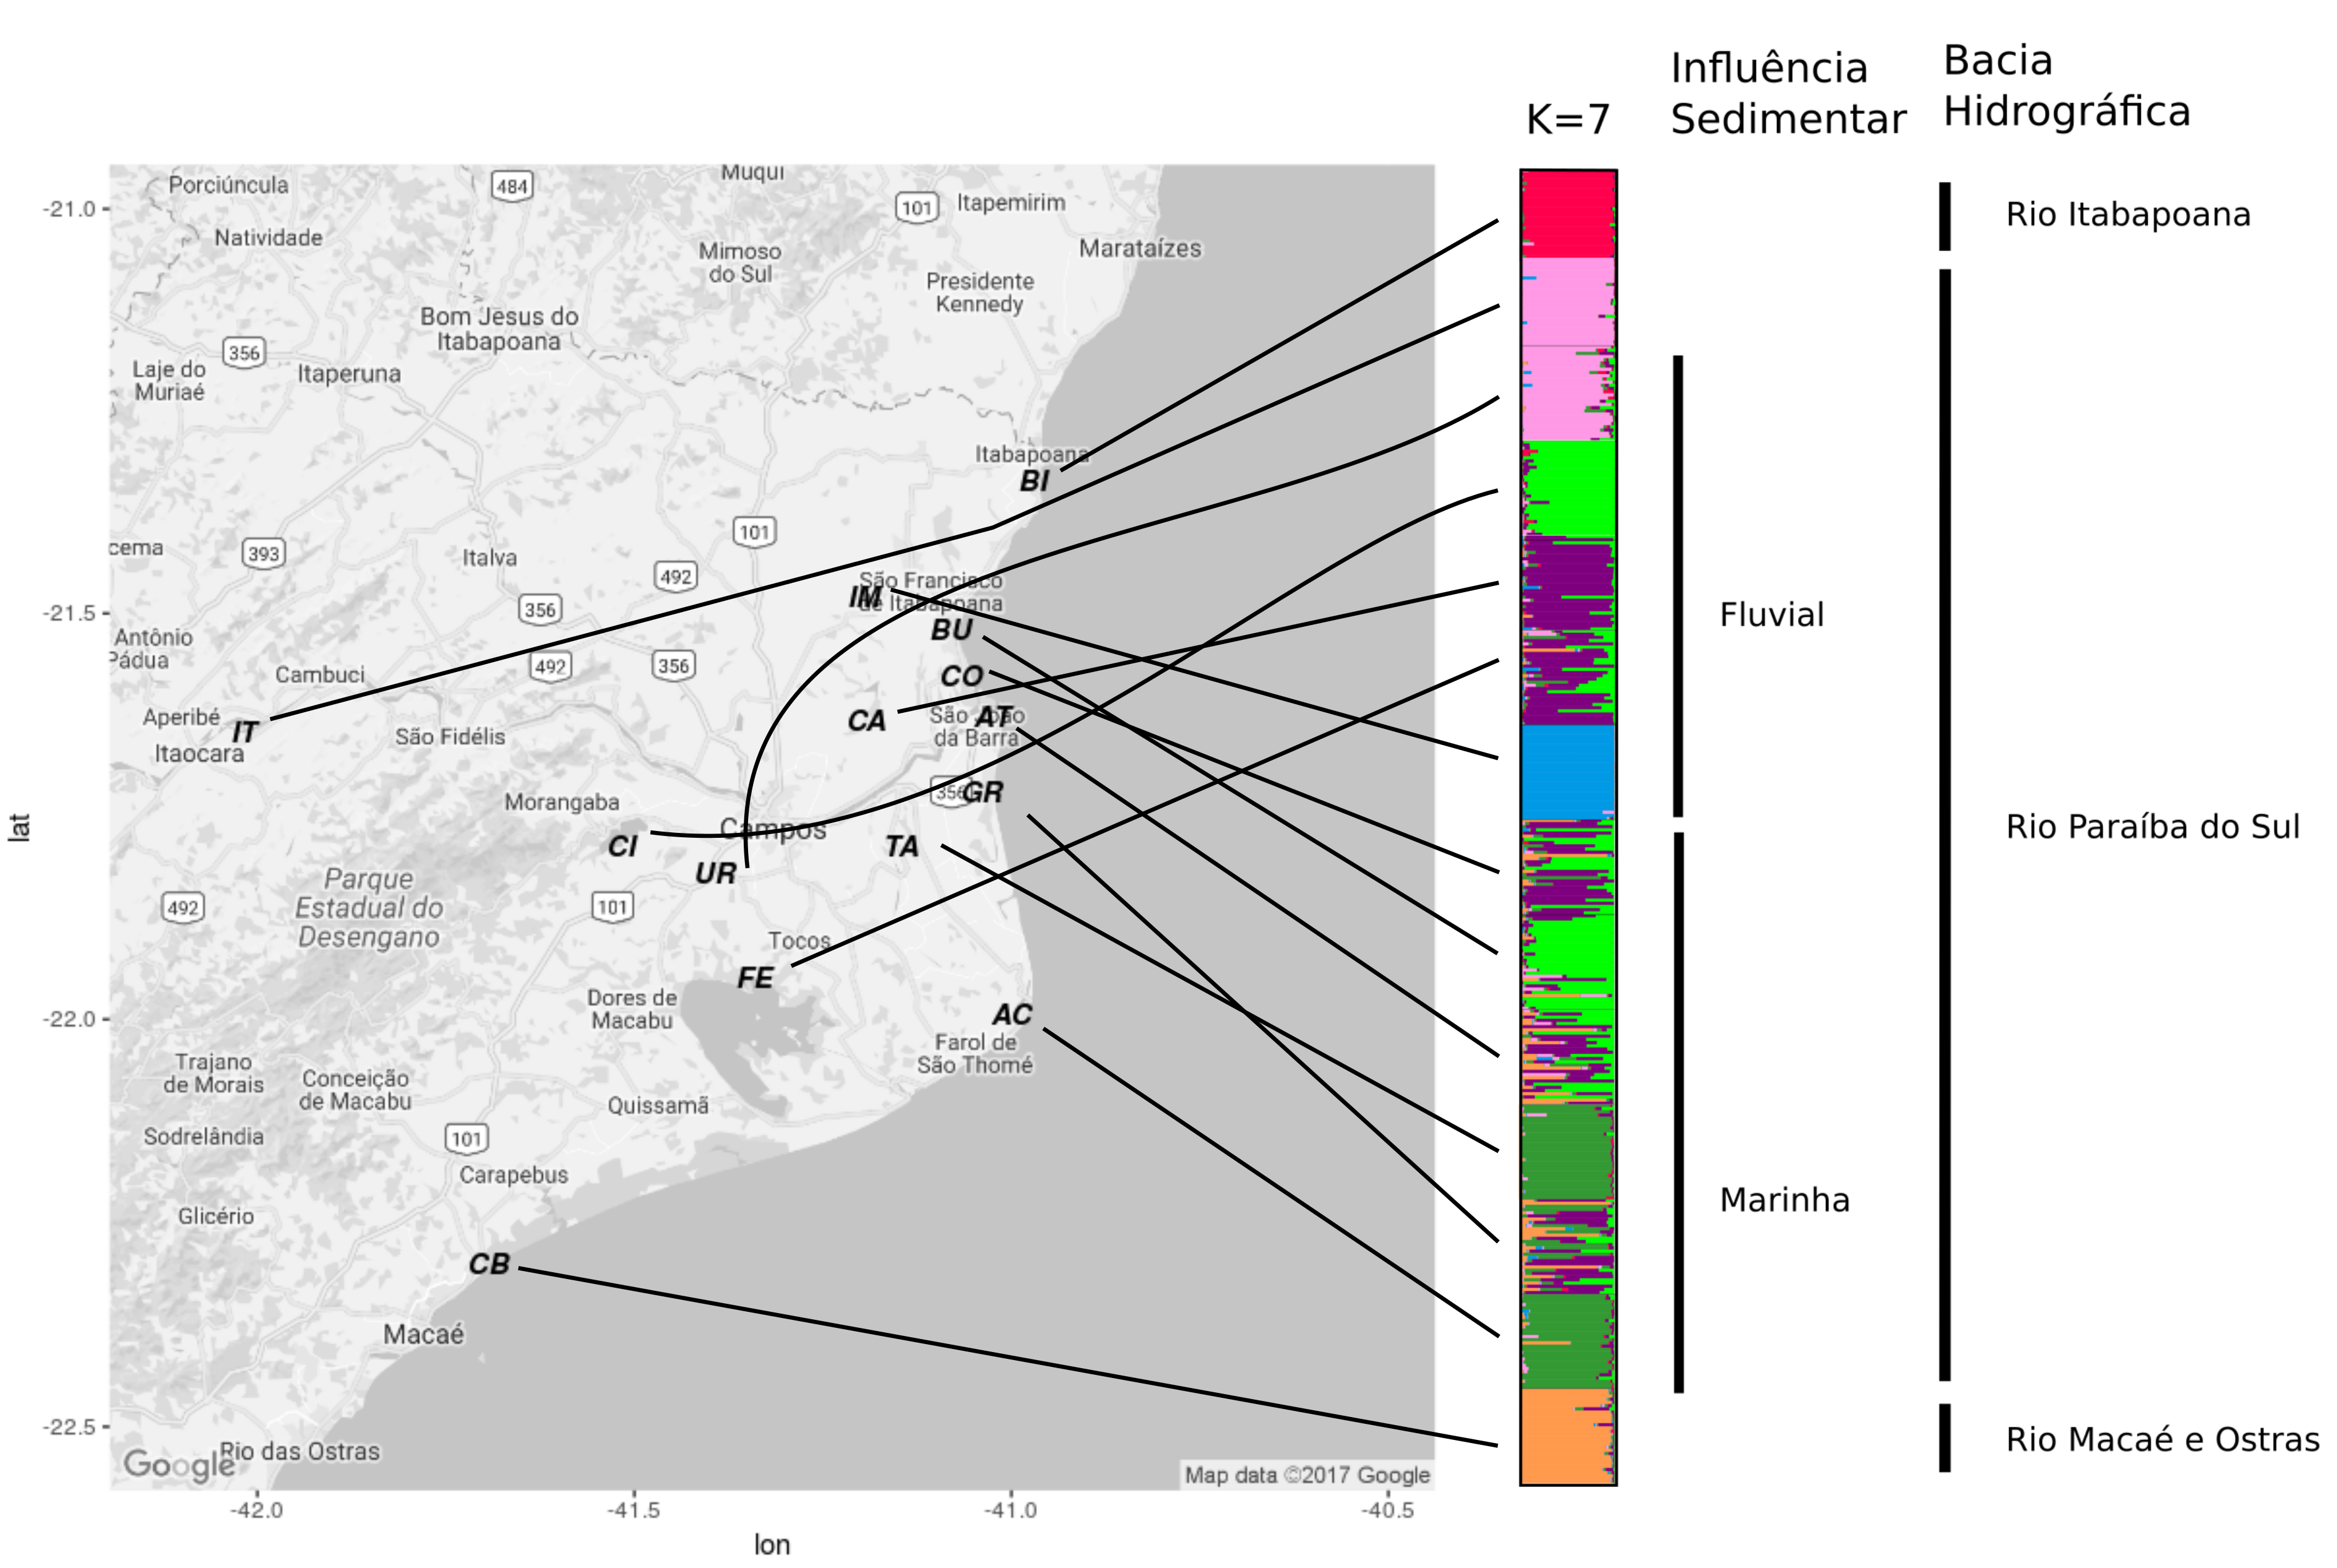 Influência
Sedimentar
Bacia
Hidrográfica
K=7
Porciúncula
484
Muqui
101
Itapemirim
-21.0
Natividade
Mimoso
do Sul
Marataízes
Rio Itabapoana
Presidente
Kennedy
Bom Jesus do
Itabapoana
356
Laje do
Muriaé
Itaperuna
Itabapoana
BI
101
cema
393
Italva
492
São Francisco
de Itabapoana
IM
-21.5
356
Fluvial
Antônio
Pádua
BU
492
356
Cambuci
CO
Aperibé
IT
Itaocara
São Fidélis
CA
AT
São João
da Barra
356
GR
Morangaba
Campos
CI
TA
UR
lat
Rio Paraíba do Sul
Parque
Estadual do
Desengano
492
101
Tocos
FE
Dores de
Macabu
AC
-22.0
Farol de
São Thomé
Trajano
de Morais
Conceição
de Macabu
Quissamã
Sodrelândia
101
Carapebus
Marinha
Glicério
CB
Macaé
-22.5
Rio das Ostras
Google
Map data ©2017 Google
Rio Macaé e Ostras
-42.0
-41.5
-41.0
-40.5
lon